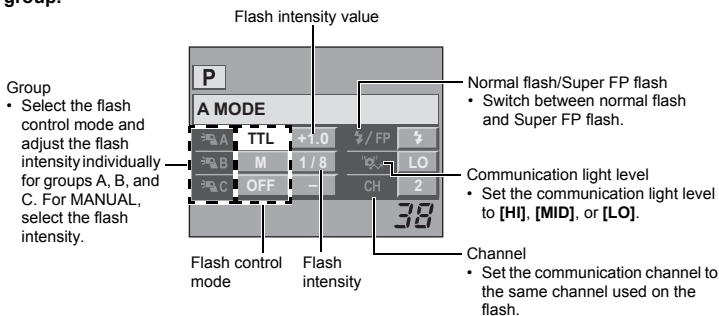 group.
Flash intensity value
Group
• Select the flash
control mode and
adjust the flash
intensity individually
for groups A, B, and
C. For MANUAL,
select the flash
intensity.
P
A MODE
A TTL +1.0 /FP
B M 1/8 LO
C OFF – CH 2
38
Normal flash/Super FP flash
• Switch between normal flash
and Super FP flash.
Communication light level
• Set the communication light level
to [HI], [MID], or [LO].
Channel
• Set the communication channel to
the same channel used on the
flash.
Flash control
mode
Flash
intensity